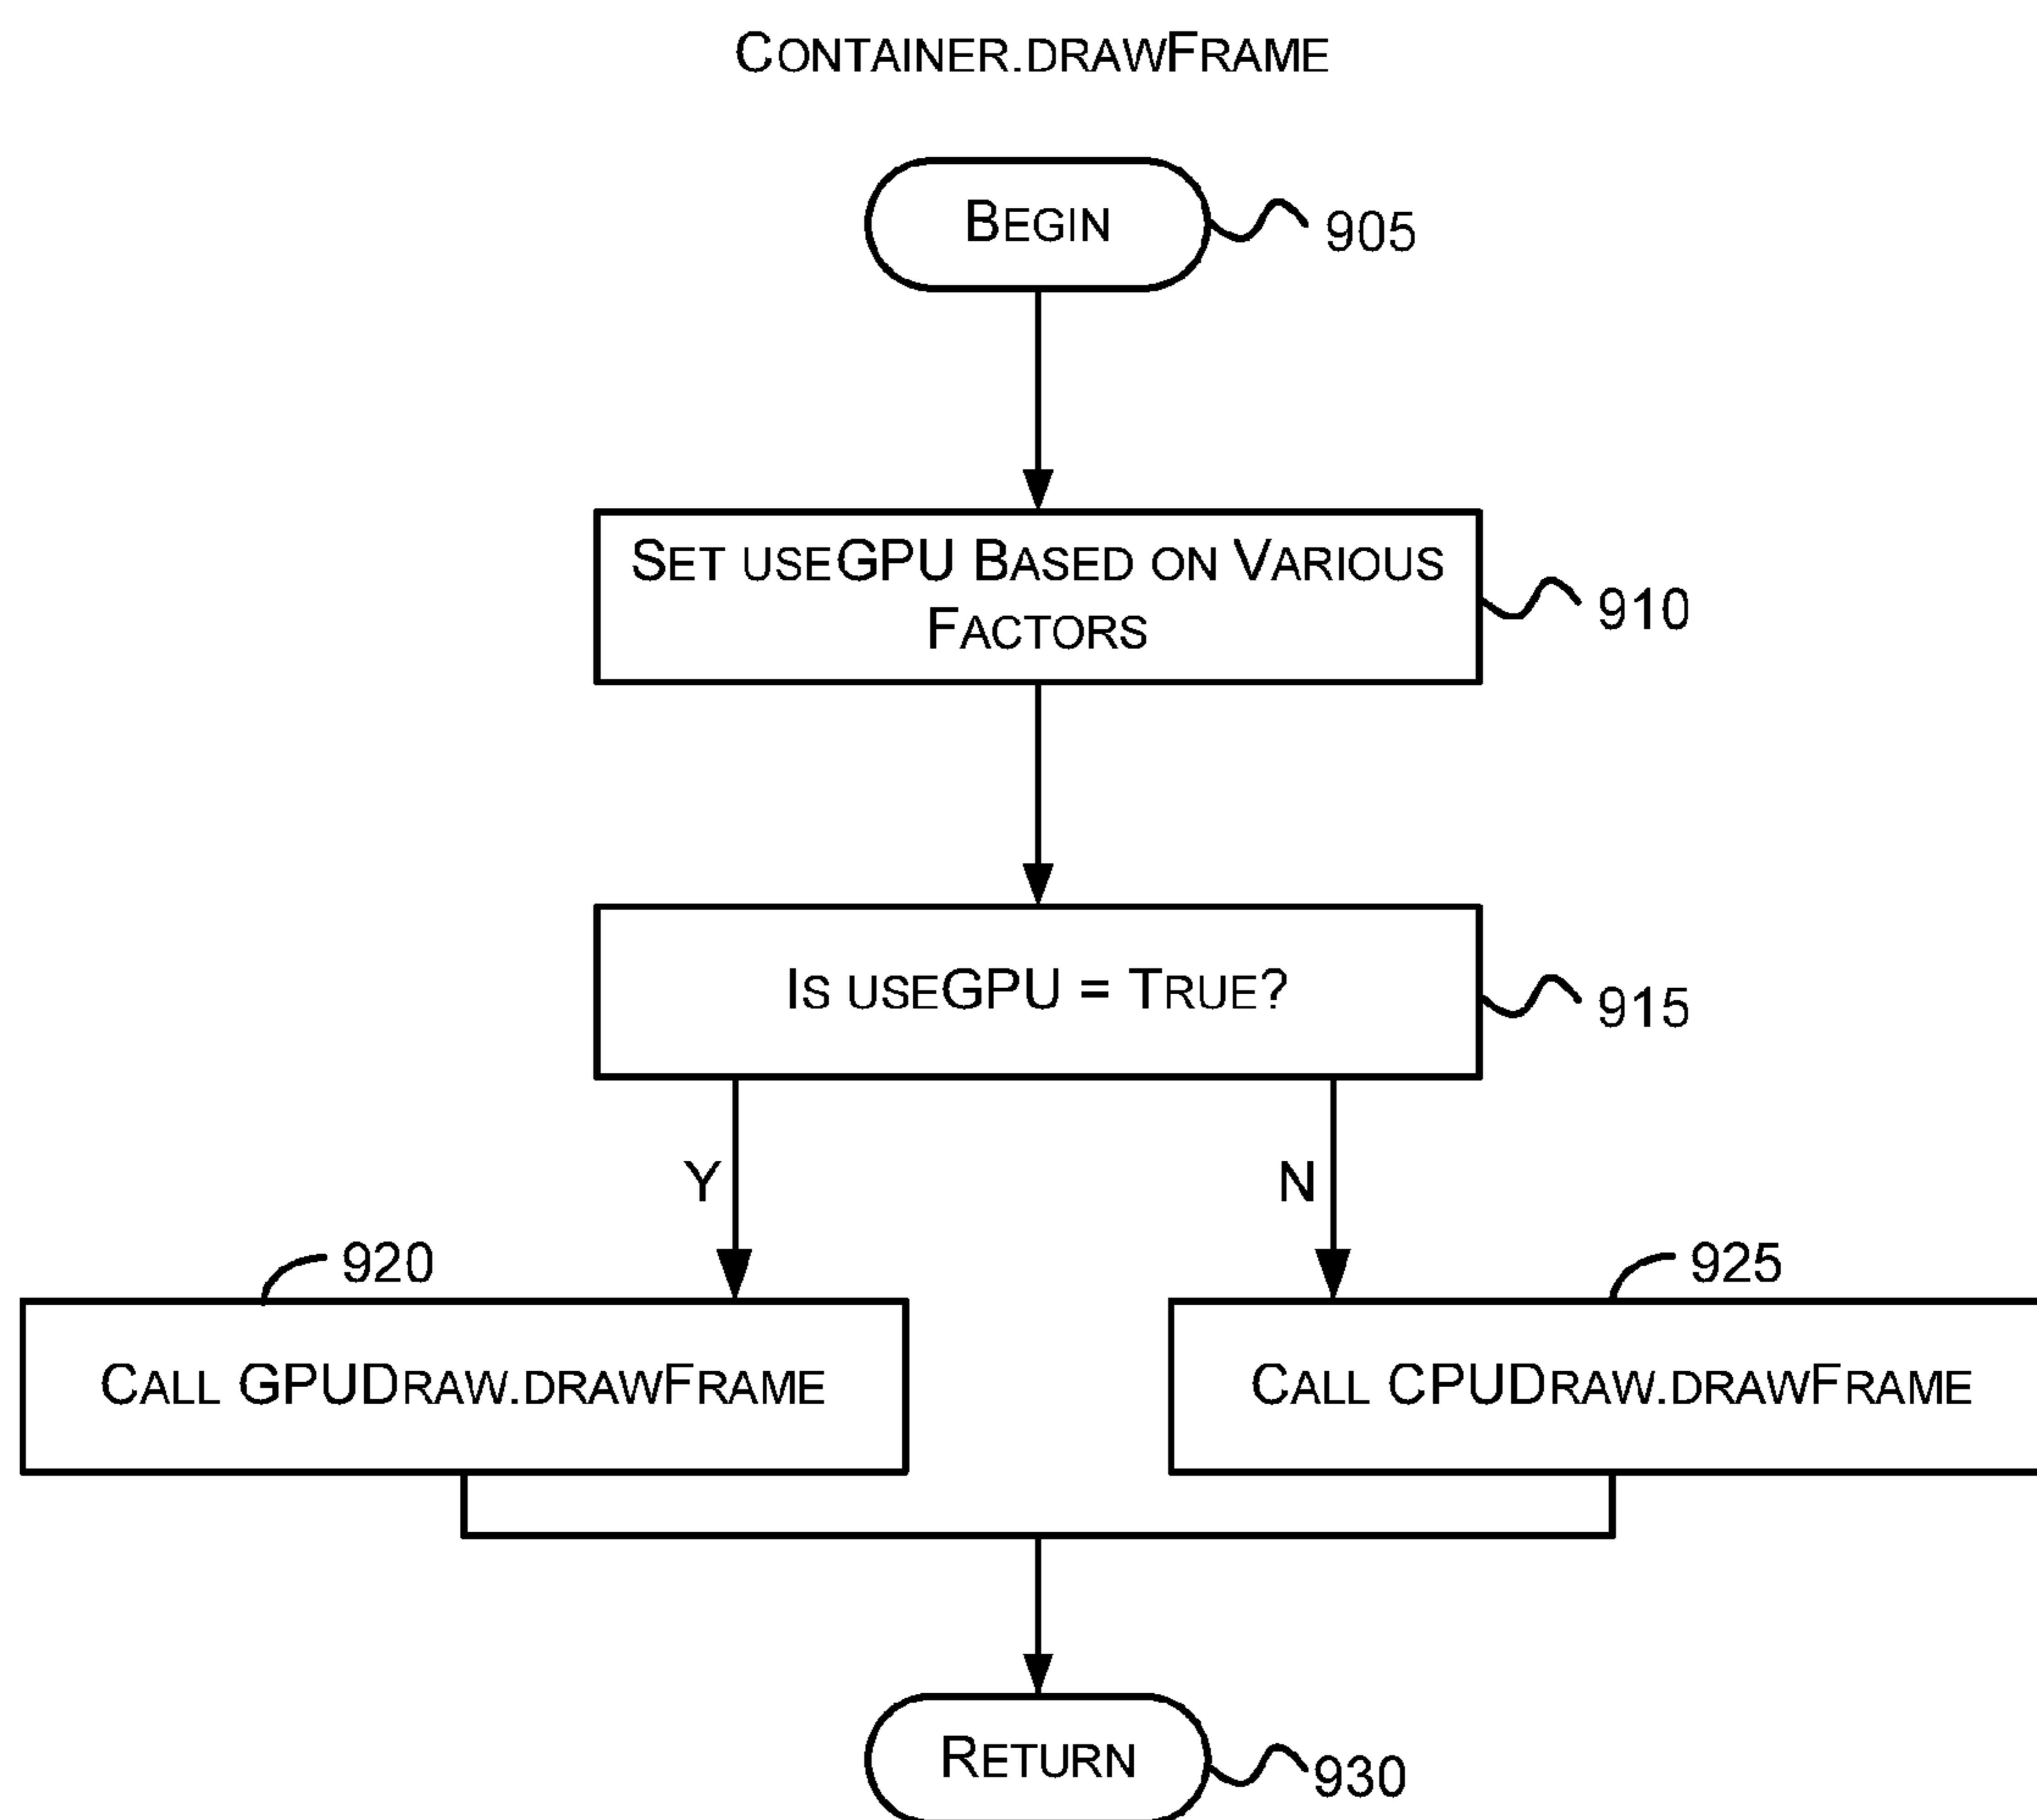 CONTAINER.DRAWFRAME
BEGIN
905
SET USEGPU BASED ON VARIOUS
FACTORS
910
IS USEGPU = TRUE?
915
Y
N
920
925
CALL GPUDRAW.DRAWFRAME
CALL CPUDRAW.DRAWFRAME
RETURN
930